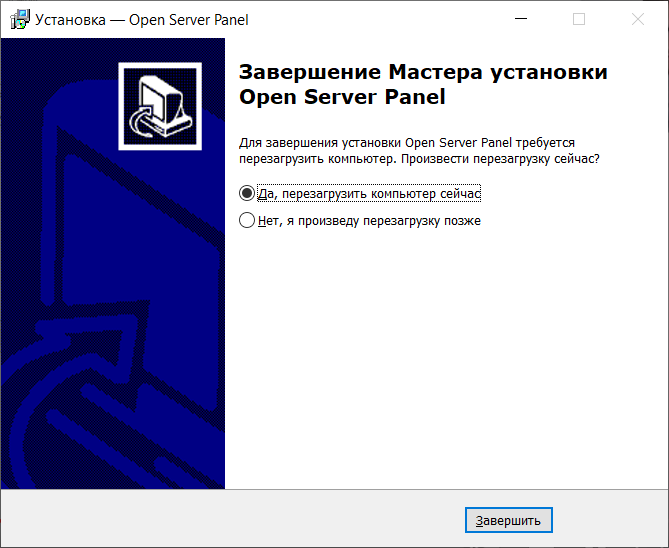 Установка — Open Server Panel
Завершение Мастера установки
Open Server Panel
Для завершения установки Open Server Panel требуется
перезагрузить компьютер. Произвести перезагрузку сейчас?
Да, перезагрузить компьютер сейчас
Нет, я произведу перезагрузку позже
Завершить